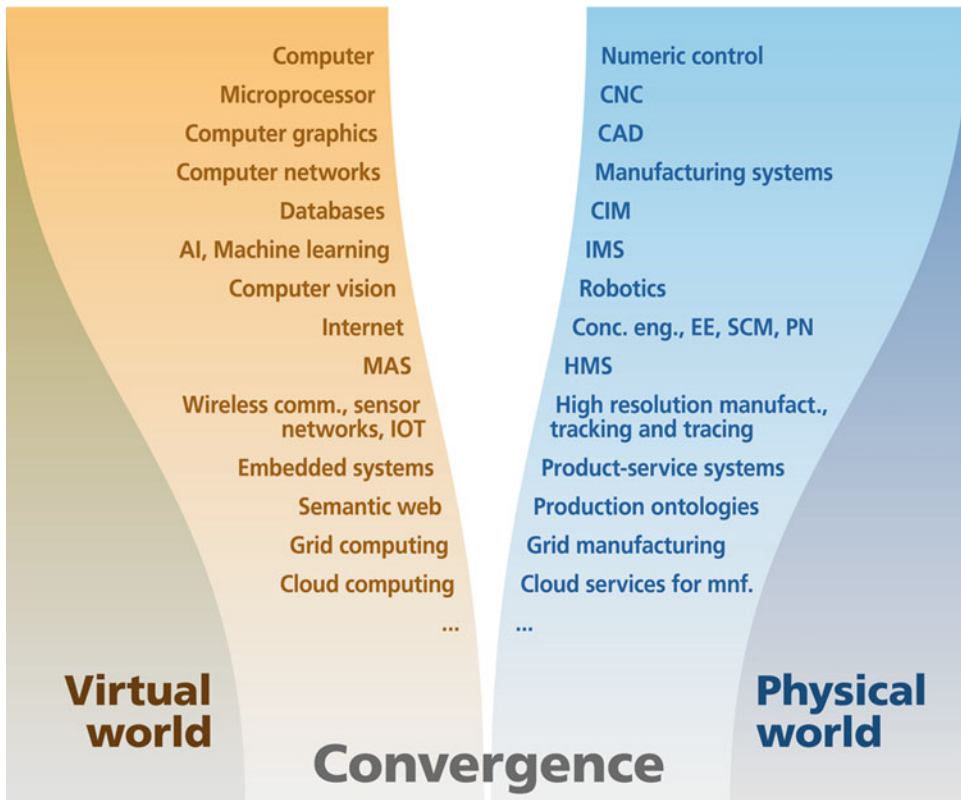 Computer
Microprocessor
Computer graphics
Computer networks
Databases
AI, Machine learning
Computer vision
Internet
MAS
Wireless comm., sensor
networks, IOT
Embedded systems
Semantic web
Grid computing
Cloud computing
...
Numeric control
CNC
CAD
Manufacturing systems
CIM
IMS
Robotics
Conc. eng., EE, SCM, PN
HMS
High resolution manufact.,
tracking and tracing
Product-service systems
Production ontologies
Grid manufacturing
Cloud services for mnf.
...
Virtual
world
Physical
world
Convergence